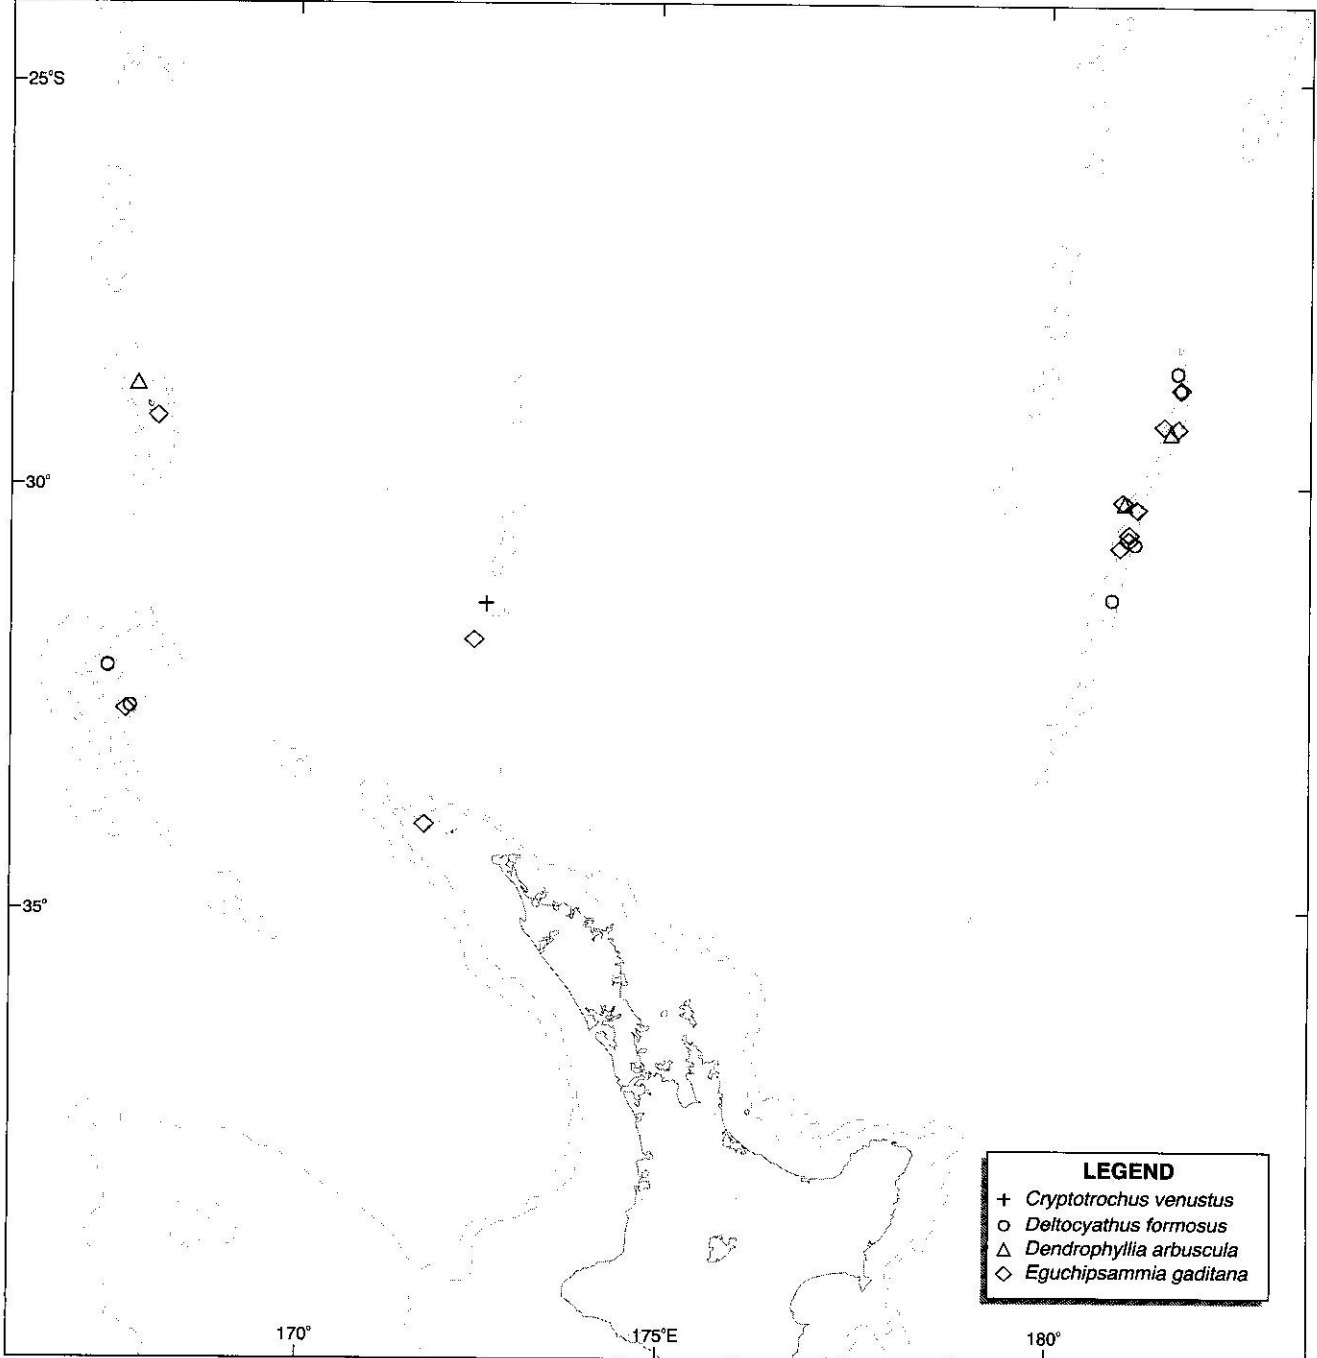 25°S
30°
35°
170°
175°E
180°
LEGEND
+ Cryptotrochus venustus
○ Deltocyathus formosus
△ Dendrophyllia arbuscula
◇ Eguchipsammia gaditana